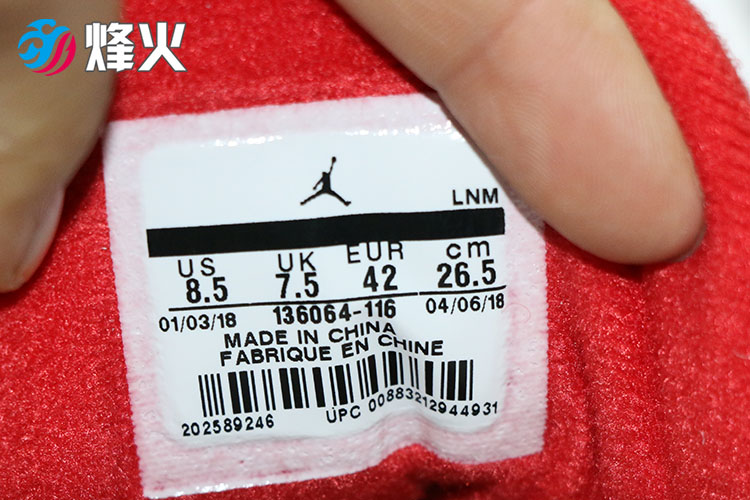 烽火
LNM
US UK EUR cm
8.5 7.5 42 26.5
01/03/18 136064-116 04/06/18
MADE IN CHINA
FABRIQUE EN CHINE
202589246 UPC 00883212944931